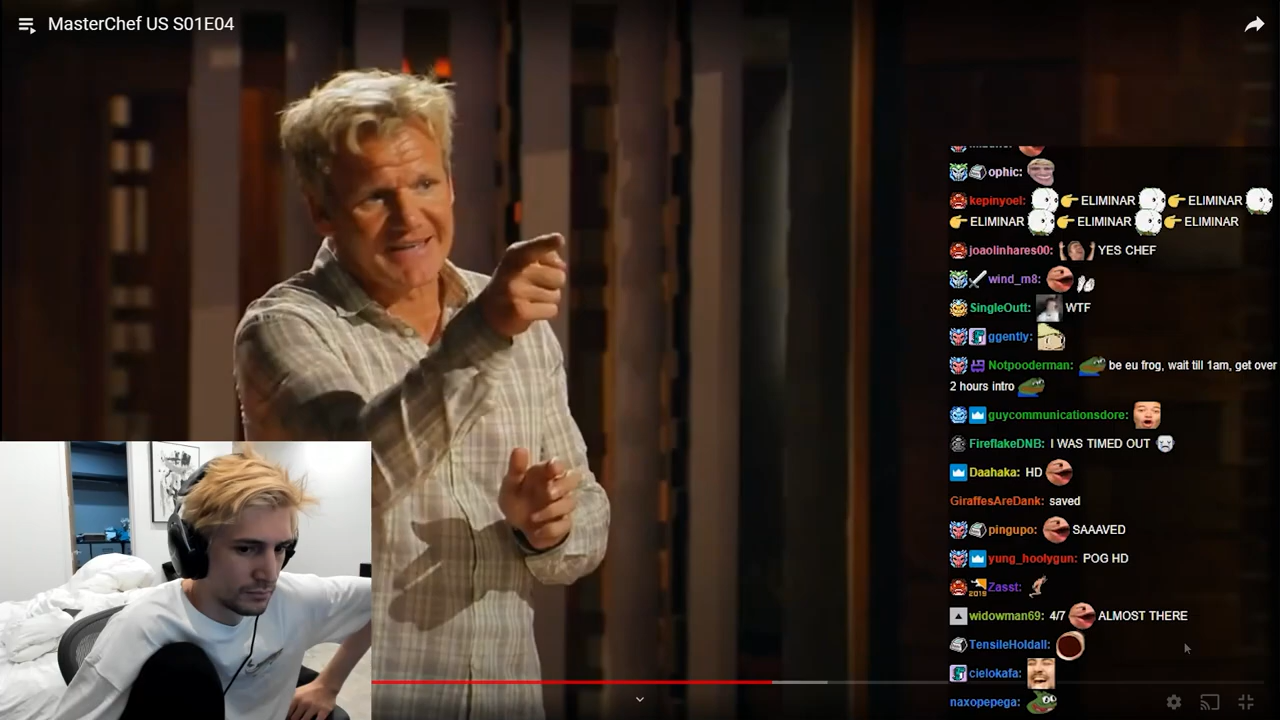 MasterChef US S01E04
ophic:
kepinyoel: ELIMINAR ELIMINAR
ELIMINAR ELIMINAR ELIMINAR
joaolinhares00: YES CHEF
wind_m8:
SingleOutt: WTF
ggently:
Notpooderman: be eu frog, wait till 1am, get over
2 hours intro
guycommunicationsdore:
FireflakeDNB: I WAS TIMED OUT
Daahaka: HD
GiraffesAreDank: saved
pingupo: SAAAVED
yung_hoolygun: POG HD
2019 Zasst:
widowman69: 4/7 ALMOST THERE
TensileHoldall:
cielokafa:
naxopepega: